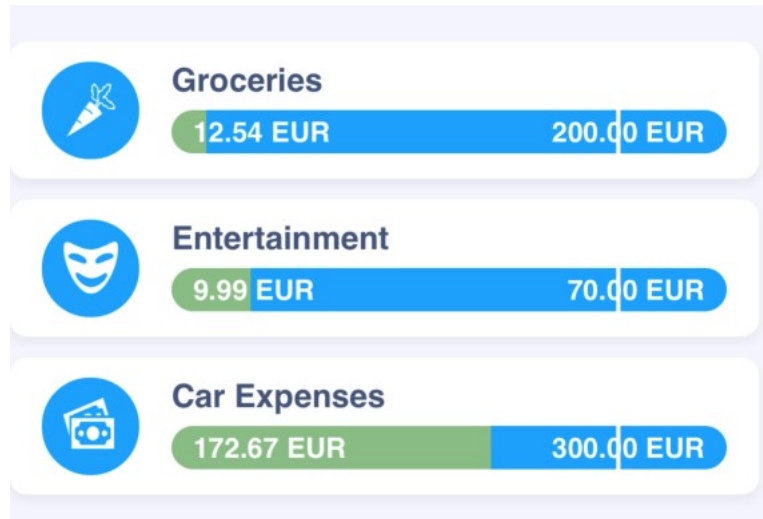 Groceries
12.54 EUR 200.00 EUR
Entertainment
9.99 EUR 70.00 EUR
Car Expenses
172.67 EUR 300.00 EUR